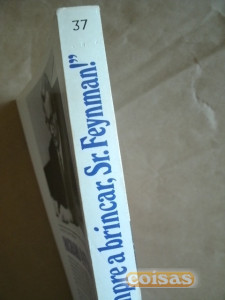 37
mpre a brincar, Sr. Feynman!”
coisas